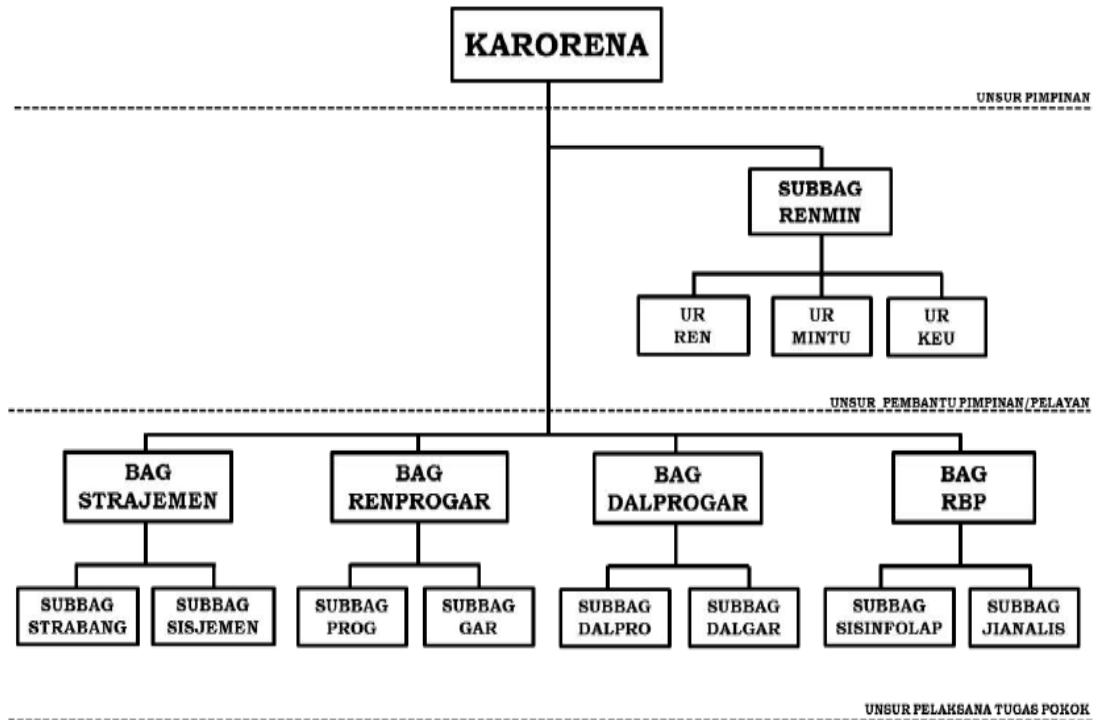 KARORENA
UNSUR PIMPINAN
SUBBAG
RENMIN
UR
REN
UR
MINTU
UR
KEU
UNSUR PEMBANTU PIMPINAN/PELAYAN
BAG
STRAJEMEN
BAG
RENPROGAR
BAG
DALPROGAR
BAG
RBP
SUBBAG
STRABANG
SUBBAG
SISJEMEN
SUBBAG
PROG
SUBBAG
GAR
SUBBAG
DALPRO
SUBBAG
DALGAR
SUBBAG
SISINFOLAP
SUBBAG
JIANALIS
UNSUR PELAKSANA TUGAS POKOK